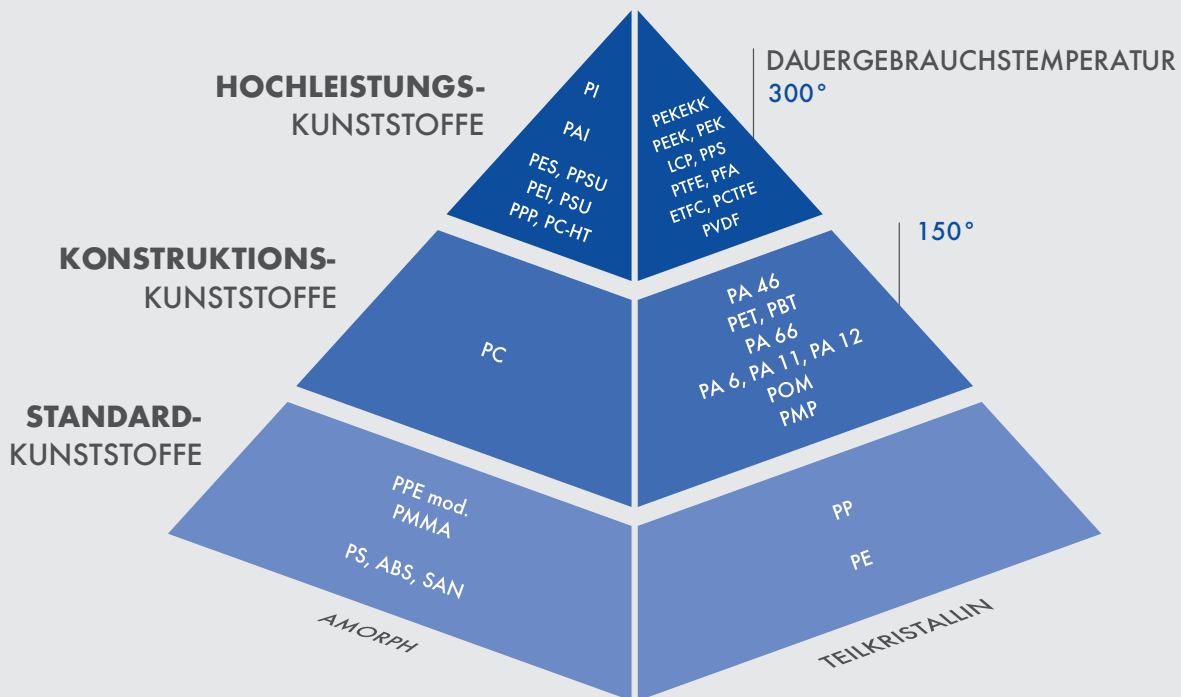 HOCHLEISTUNGS-
KUNSTSTOFFE
DAUERGEBRAUCHSTEMPERATUR
300°
PI
PAI
PES, PPSU
PEI, PSU
PPP, PC-HT
PEKEKK
PEEK, PEK
LCP, PPS
PTFE, PFA
ETFC, PCTFE
PVDF
KONSTRUKTIONS-
KUNSTSTOFFE
150°
PC
PA 46
PET, PBT
PA 66
PA 6, PA 11, PA 12
POM
PMP
STANDARD-
KUNSTSTOFFE
PPE mod.
PMMA
PS, ABS, SAN
PP
PE
AMORPH
TEILKRISTALLIN